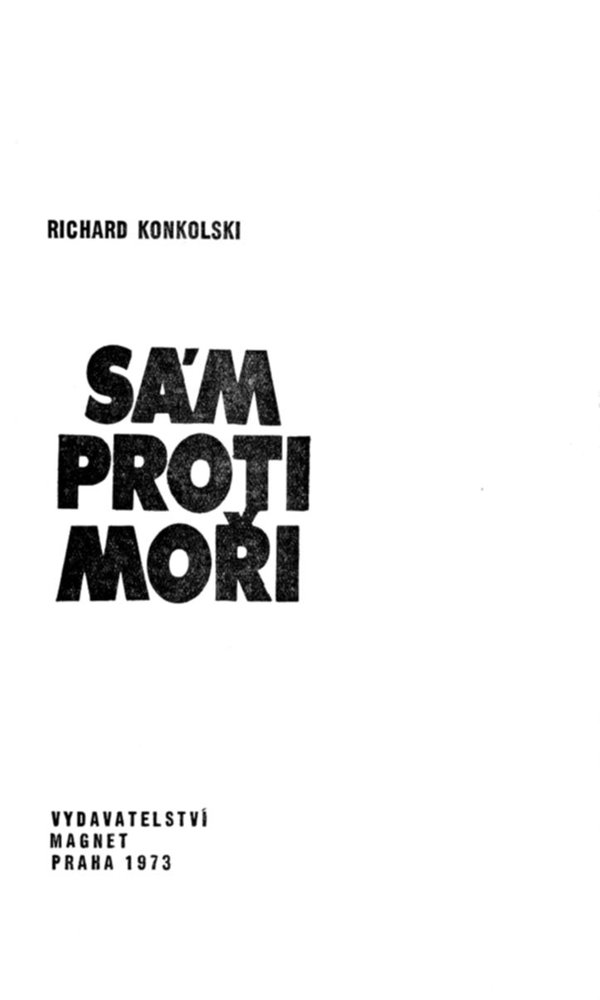 RICHARD KONKOLSKI
SÁM
PROTI
MOŘI
VYDAVATELSTVÍ
MAGNET
PRAHA 1973